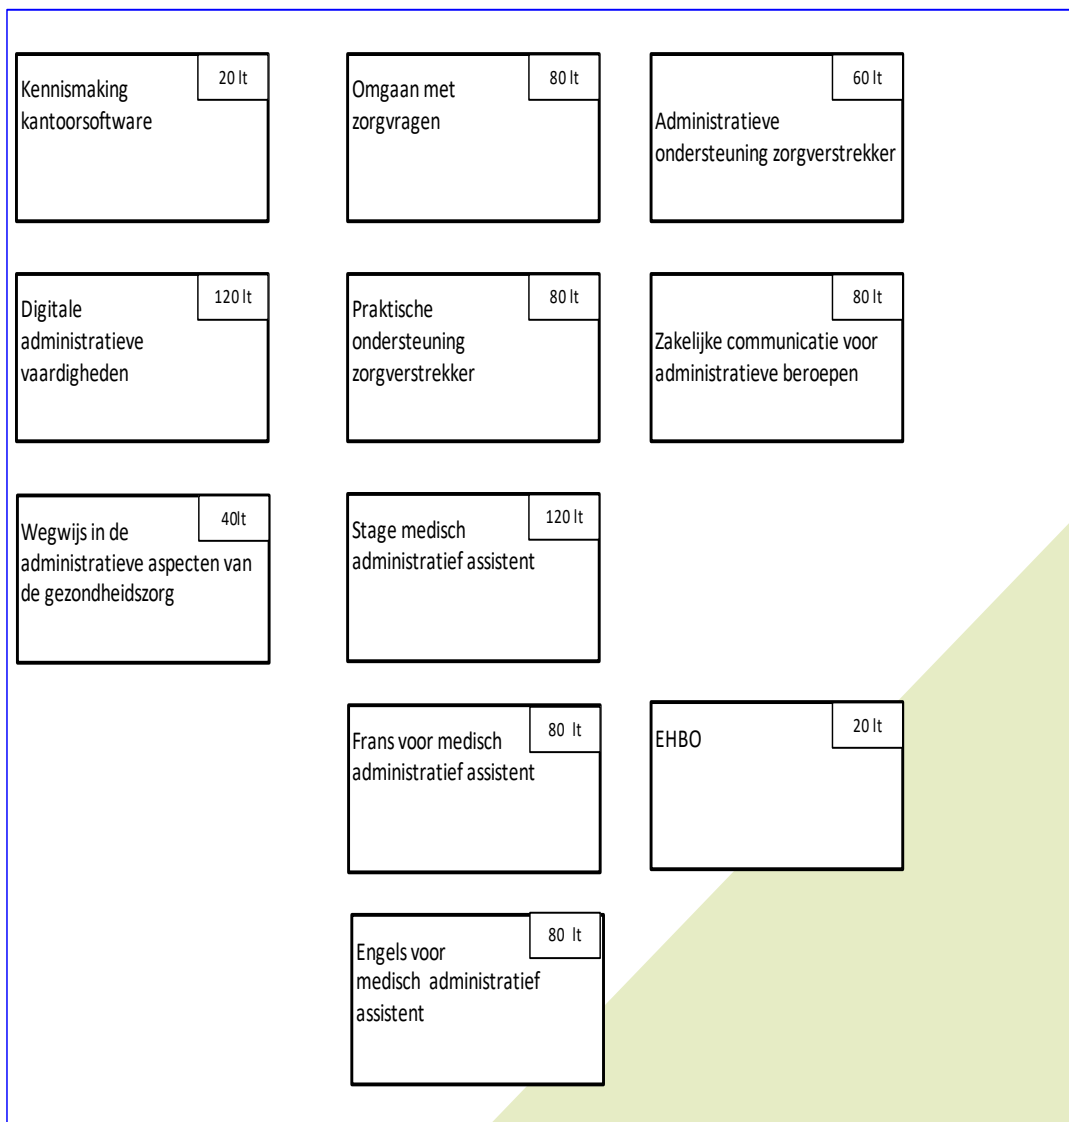 20 lt
Kennismaking
kantoorsoftware
80 lt
Omgaan met
zorgvragen
60 lt
Administratieve
ondersteuning zorgverstrekker
120 lt
Digitale
administratieve
vaardigheden
80 lt
Praktische
ondersteuning
zorgverstrekker
80 lt
Zakelijke communicatie voor
administratieve beroepen
40lt
Wegwijs in de
administratieve aspecten van
de gezondheidszorg
120 lt
Stage medisch
administratief assistent
80 lt
Frans voor medisch
administratief assistent
20 lt
EHBO
80 lt
Engels voor
medisch administratief
assistent